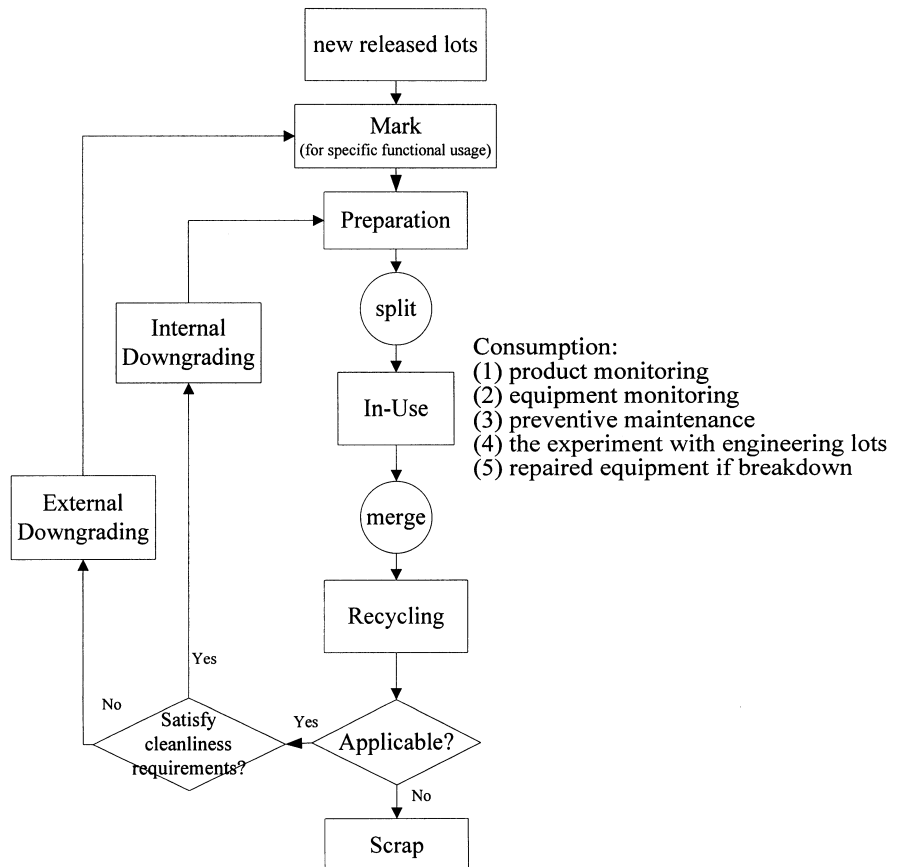 new released lots
Mark
(for specific functional usage)
Preparation
split
Internal
Downgrading
Consumption:
(1) product monitoring
(2) equipment monitoring
(3) preventive maintenance
(4) the experiment with engineering lots
(5) repaired equipment if breakdown
In-Use
External
Downgrading
merge
Recycling
Yes
No
Satisfy
cleanliness
requirements?
Yes
Applicable?
No
Scrap